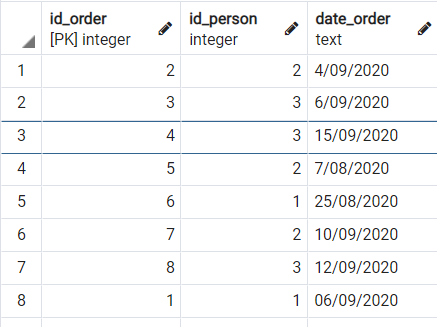 id_order id_person date_order
[PK] integer integer text
1 2 2 4/09/2020
2 3 3 6/09/2020
3 4 3 15/09/2020
4 5 2 7/08/2020
5 6 1 25/08/2020
6 7 2 10/09/2020
7 8 3 12/09/2020
8 1 1 06/09/2020